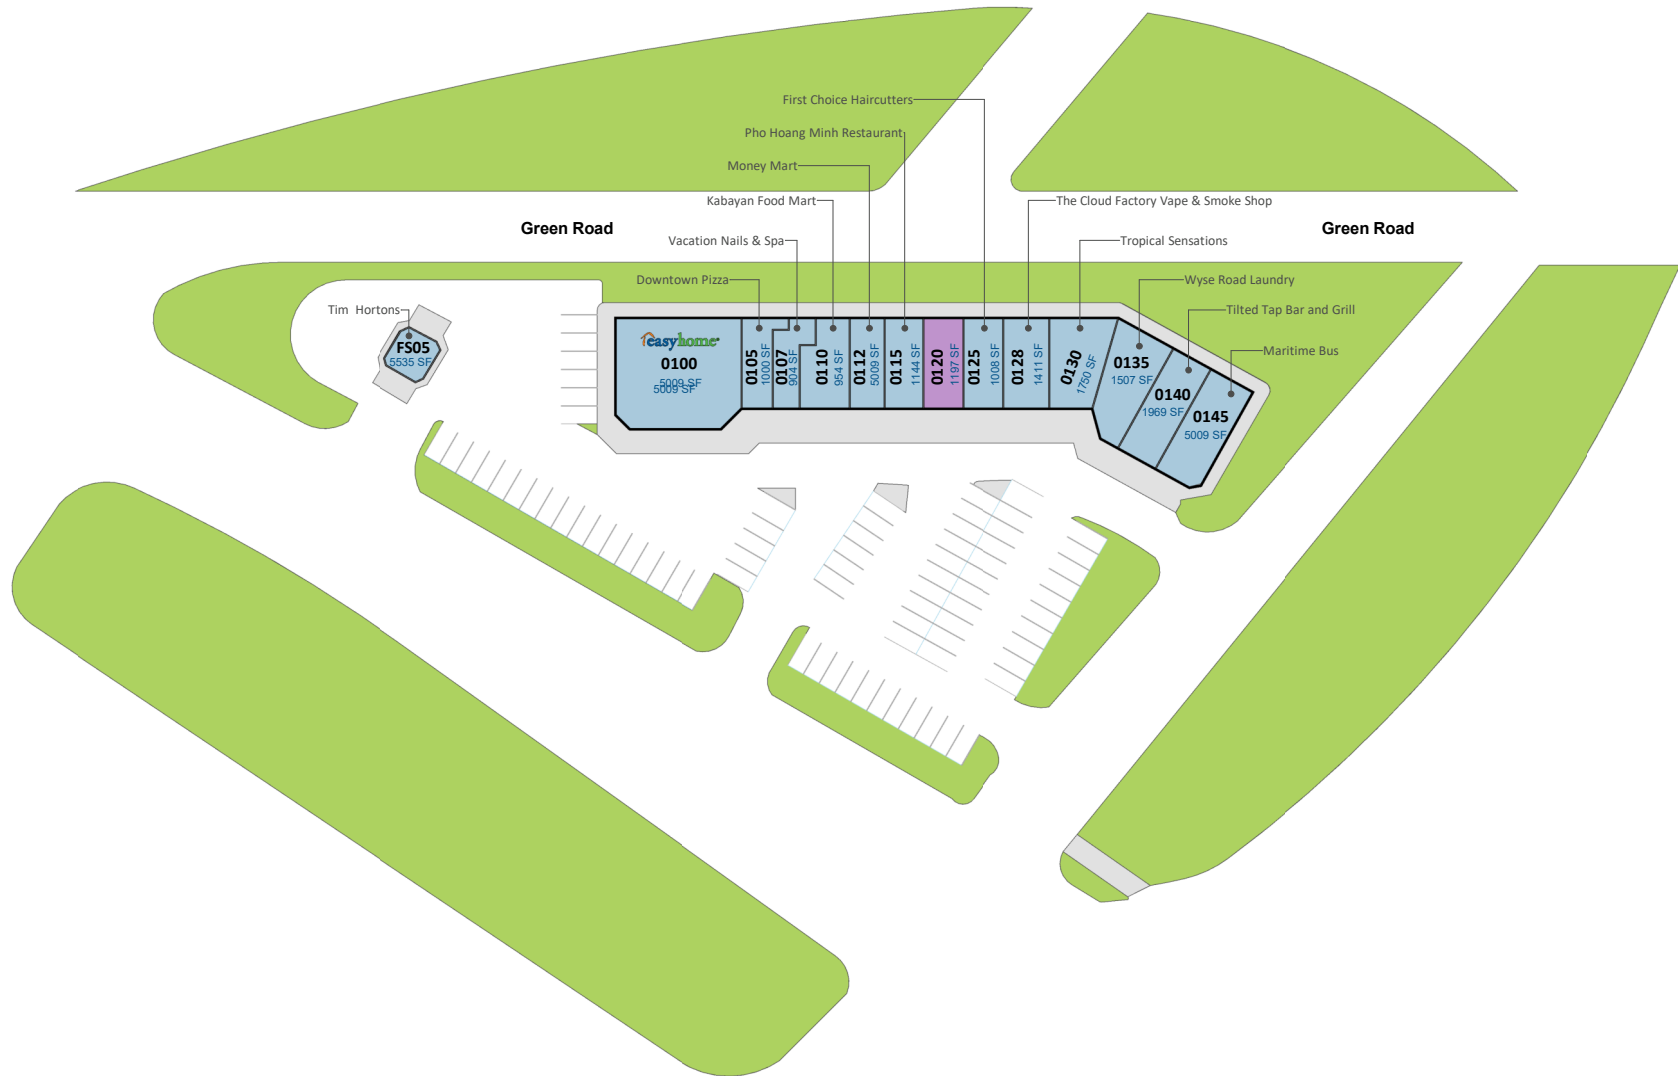 First Choice Haircutters
Pho Hoang Minh Restaurant
Money Mart
Kabayan Food Mart
The Cloud Factory Vape & Smoke Shop
Green Road
Green Road
Vacation Nails & Spa
Tropical Sensations
Downtown Pizza
Wyse Road Laundry
Tim Hortons
Tilted Tap Bar and Grill
Maritime Bus
FS05
5535 SF
easyhome
0100
5009 SF
5009 SF
0105
1000 SF
0107
904 SF
0110
954 SF
0112
5009 SF
0115
1144 SF
0120
1197 SF
0125
1008 SF
0128
1411 SF
0130
1750 SF
0135
1507 SF
0140
1969 SF
0145
5009 SF